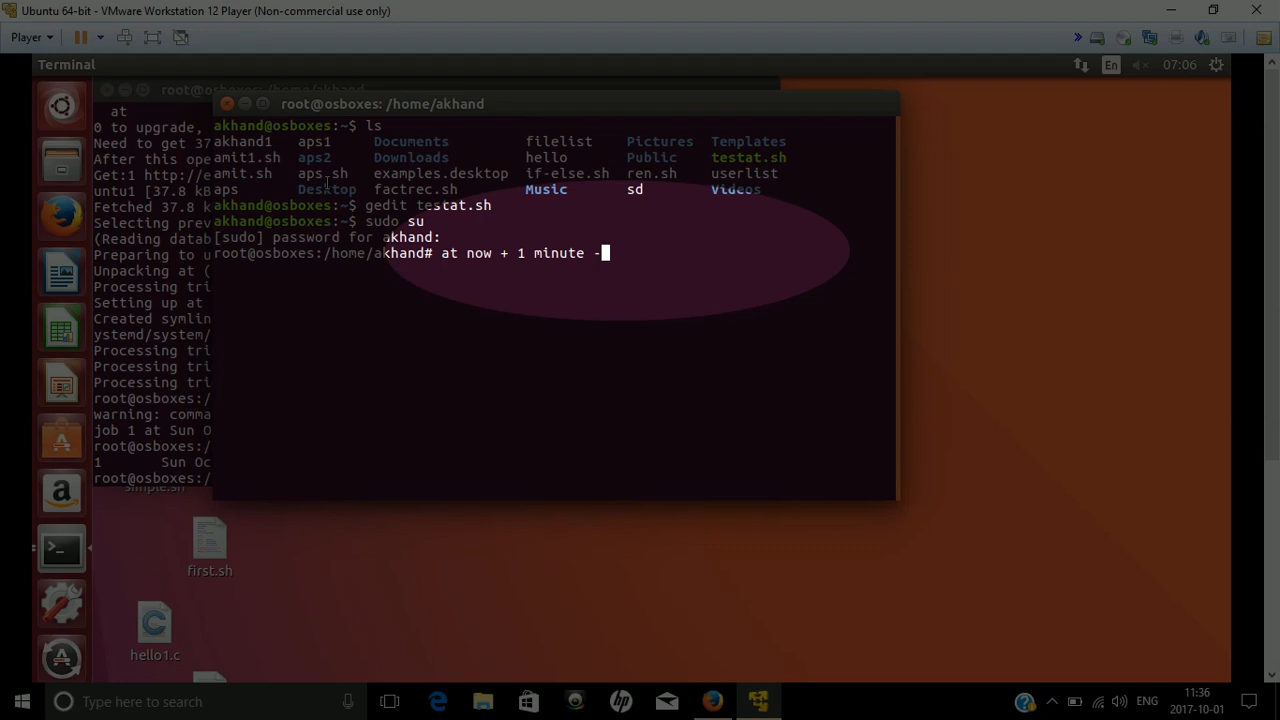 Ubuntu 64-bit - VMware Workstation 12 Player (Non-commercial use only)
Player
Terminal
En
07:06
root@osboxes: /home/akhand
root@osboxes: /home/akhand
at
0 to upgrade,
Need to get 37
After this ope
Get:1 http://e
untu1 [37.8 k
Fetched 37.8 k
Selecting prev
(Reading datab
Preparing to u
Unpacking at (
Processing tri
Setting up at
Created symlin
ystemd/system/
Processing tri
Processing tri
Processing tri
root@osboxes:/
warning: comma
job 1 at Sun O
root@osboxes:/
1 Sun Oc
root@osboxes:/
akhand@osboxes:~$ ls
akhand1 aps1 Documents filelist Pictures Templates
amit1.sh aps2 Downloads hello Public testat.sh
amit.sh aps.sh examples.desktop if-else.sh ren.sh userlist
aps Desktop factrec.sh Music sd Videos
akhand@osboxes:~$ gedit testat.sh
akhand@osboxes:~$ sudo su
[sudo] password for akhand:
root@osboxes:/home/akhand# at now + 1 minute -
simple.sh
first.sh
hello1.c
Type here to search
ENG
11:36
2017-10-01